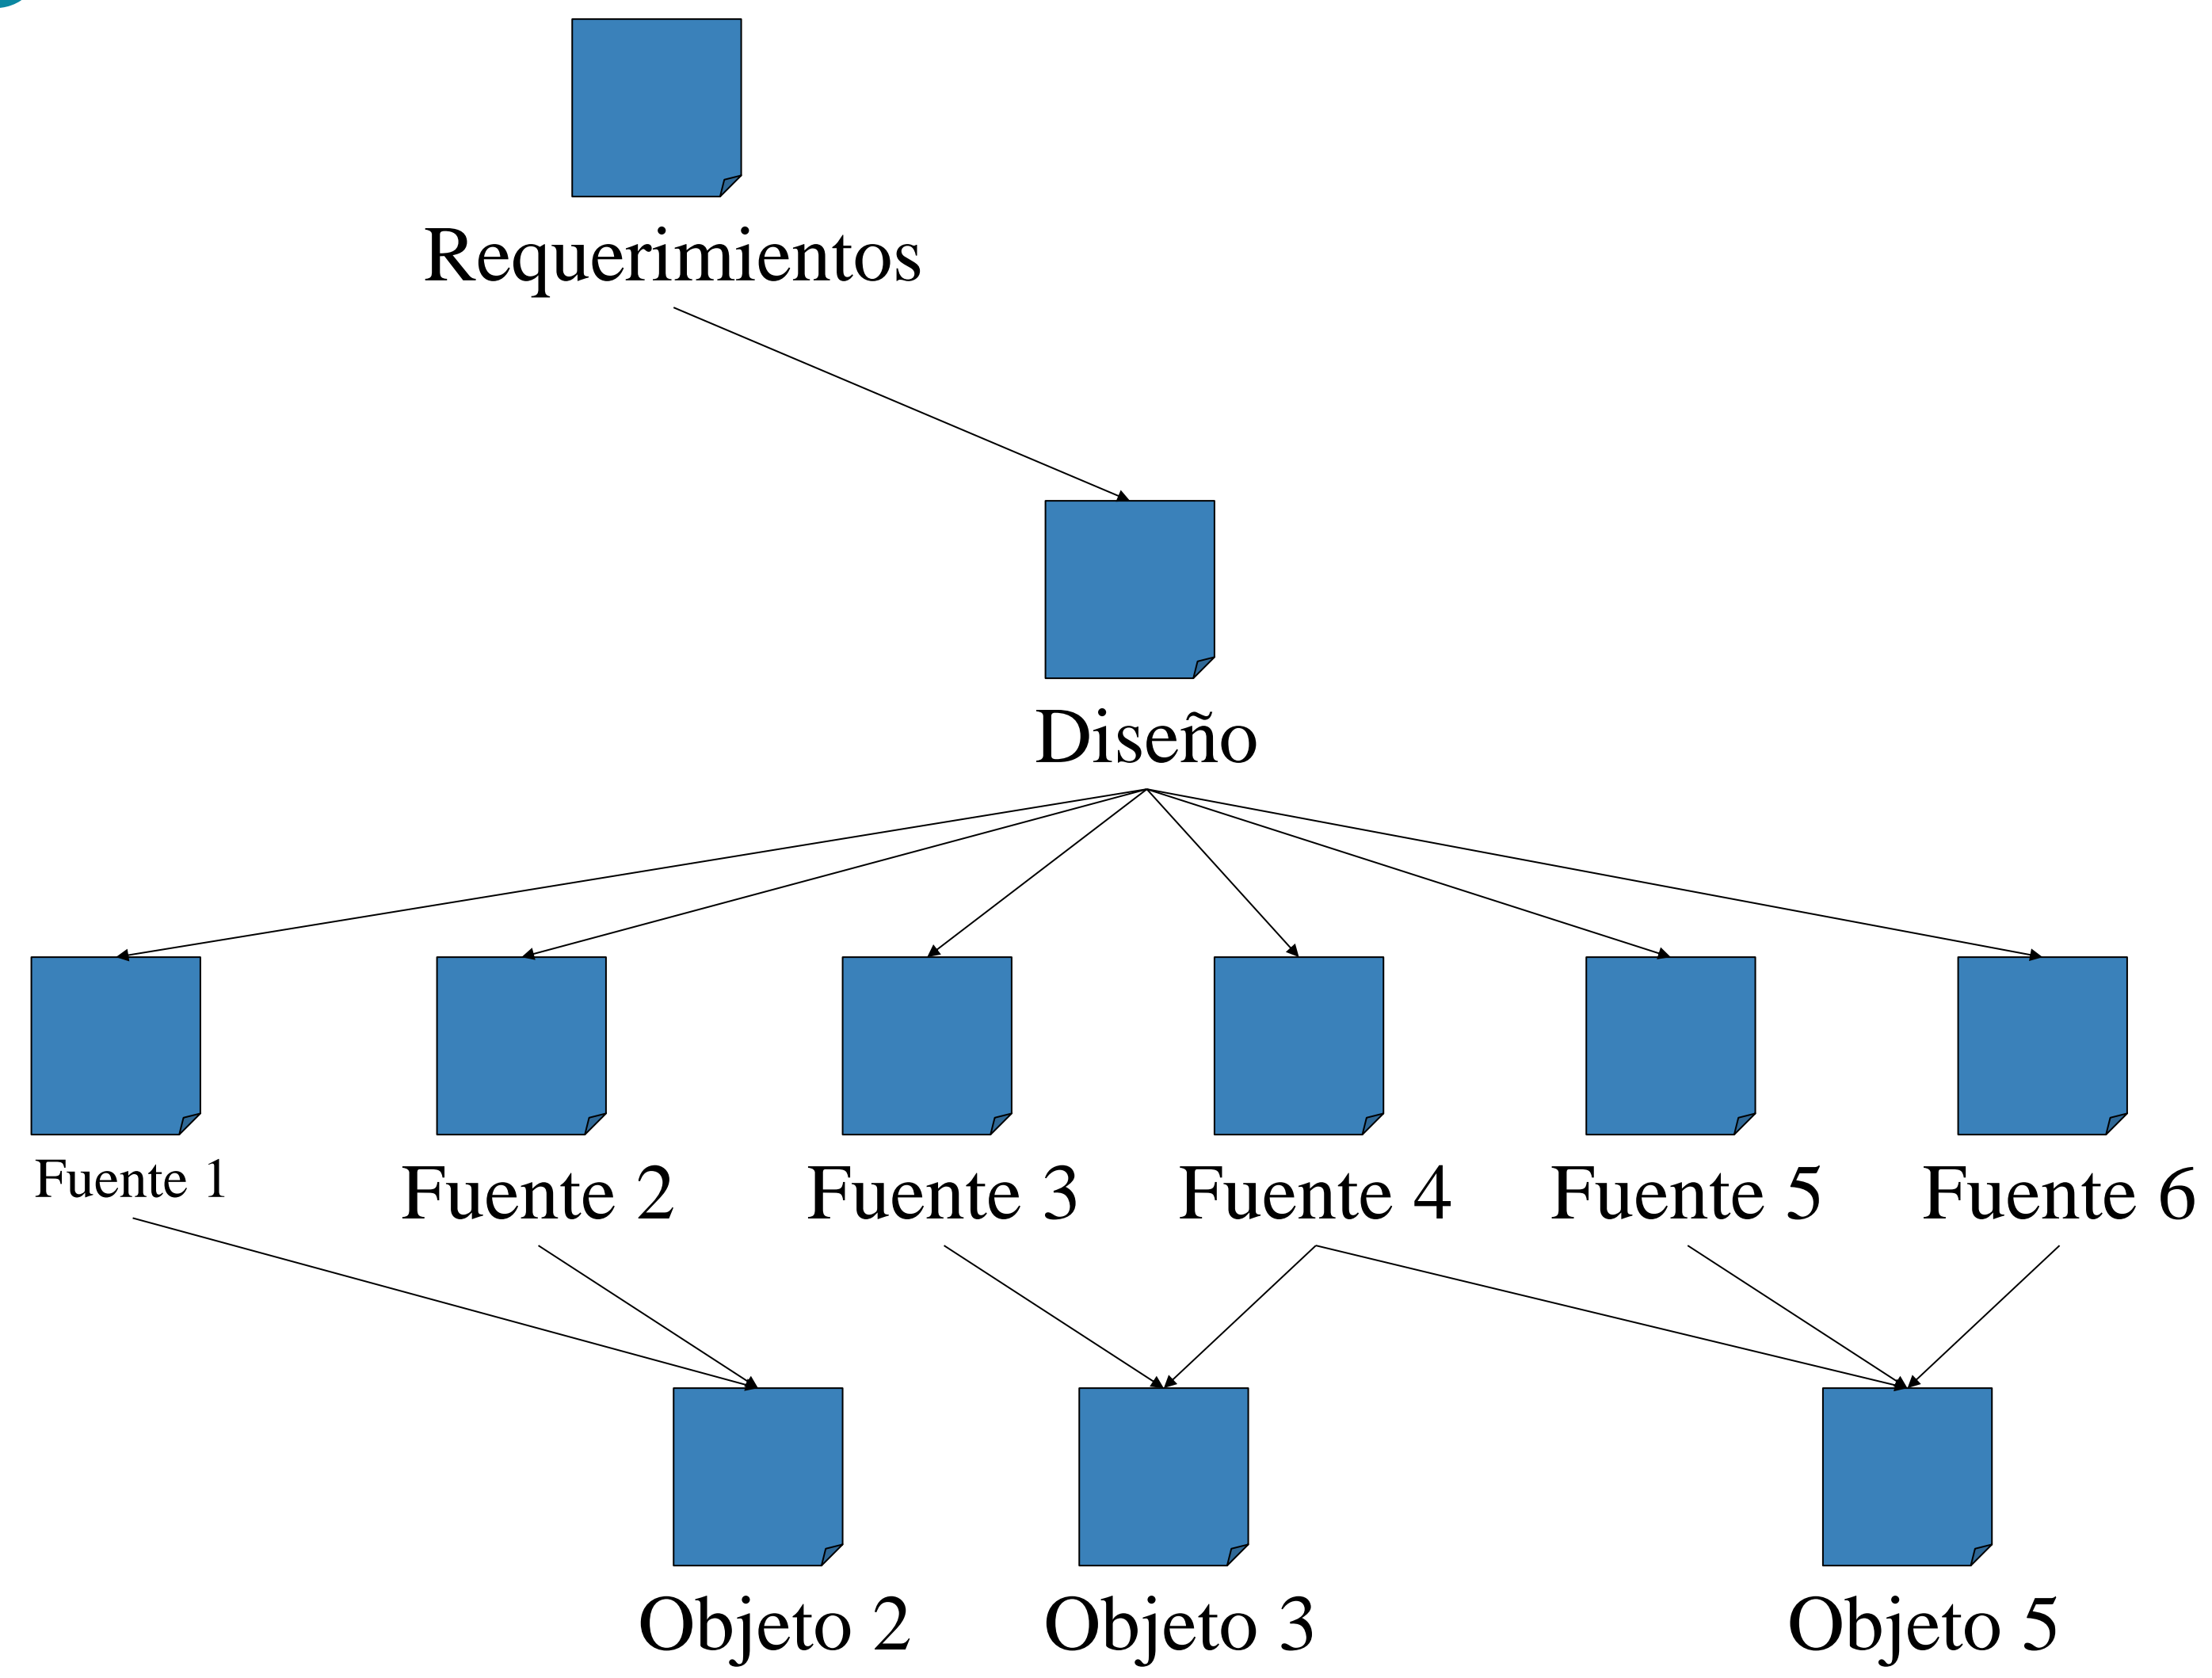 Requerimientos
Diseño
Fuente 1
Fuente 2
Fuente 3
Fuente 4
Fuente 5
Fuente 6
Objeto 2
Objeto 3
Objeto 5